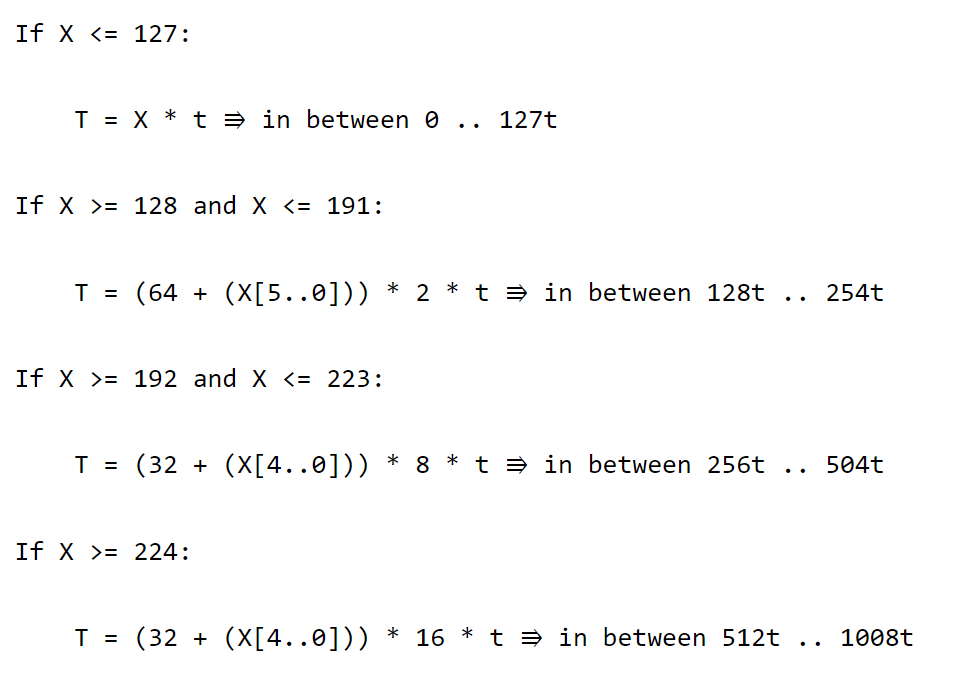 If X <= 127:
T = X * t ⇛ in between 0 .. 127t
If X >= 128 and X <= 191:
T = (64 + (X[5..0])) * 2 * t ⇛ in between 128t .. 254t
If X >= 192 and X <= 223:
T = (32 + (X[4..0])) * 8 * t ⇛ in between 256t .. 504t
If X >= 224:
T = (32 + (X[4..0])) * 16 * t ⇛ in between 512t .. 1008t